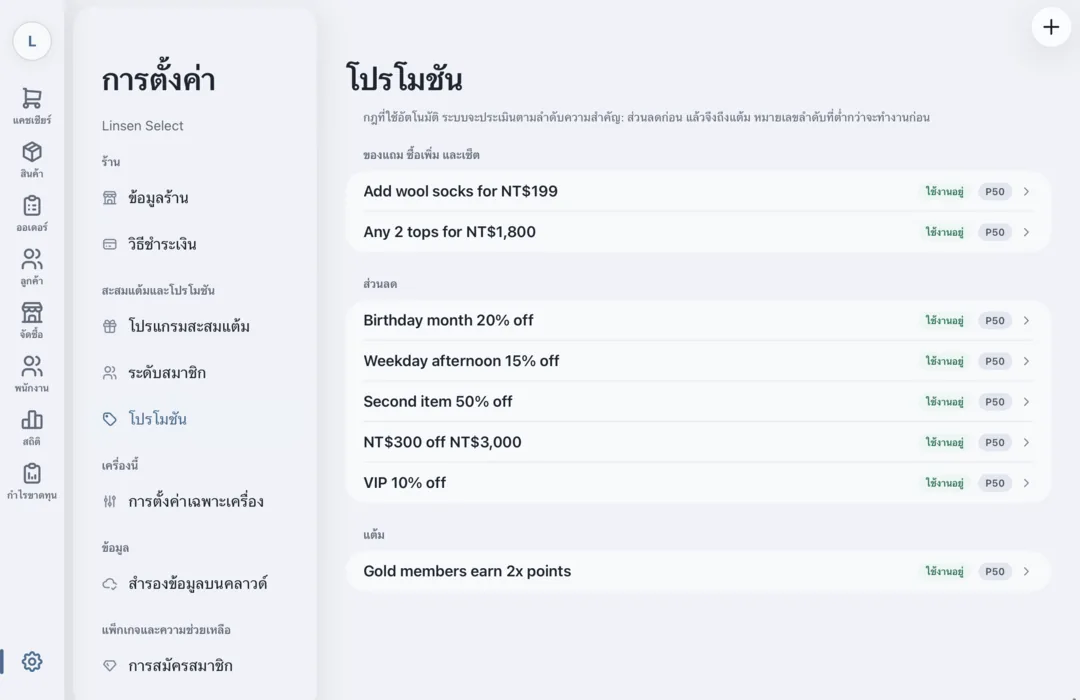 L
แคชเชียร์
สินค้า
ออเดอร์
ลูกค้า
จัดซื้อ
พนักงาน
สถิติ
กำไรขาดทุน
การตั้งค่า
Linsen Select
ร้าน
ข้อมูลร้าน
วิธีชำระเงิน
สะสมแต้มและโปรโมชัน
โปรแกรมสะสมแต้ม
ระดับสมาชิก
โปรโมชัน
เครื่องนี้
การตั้งค่าเฉพาะเครื่อง
ข้อมูล
สำรองข้อมูลบนคลาวด์
แพ็กเกจและความช่วยเหลือ
การสมัครสมาชิก
โปรโมชัน
กฎที่ใช้อัตโนมัติ ระบบจะประเมินตามลำดับความสำคัญ: ส่วนลดก่อน แล้วจึงถึงแต้ม หมายเลขลำดับที่ต่ำกว่าจะทำงานก่อน
ของแถม ซื้อเพิ่ม และเซ็ต
Add wool socks for NT$199 ใช้งานอยู่ P50
Any 2 tops for NT$1,800 ใช้งานอยู่ P50
ส่วนลด
Birthday month 20% off ใช้งานอยู่ P50
Weekday afternoon 15% off ใช้งานอยู่ P50
Second item 50% off ใช้งานอยู่ P50
NT$300 off NT$3,000 ใช้งานอยู่ P50
VIP 10% off ใช้งานอยู่ P50
แต้ม
Gold members earn 2x points ใช้งานอยู่ P50